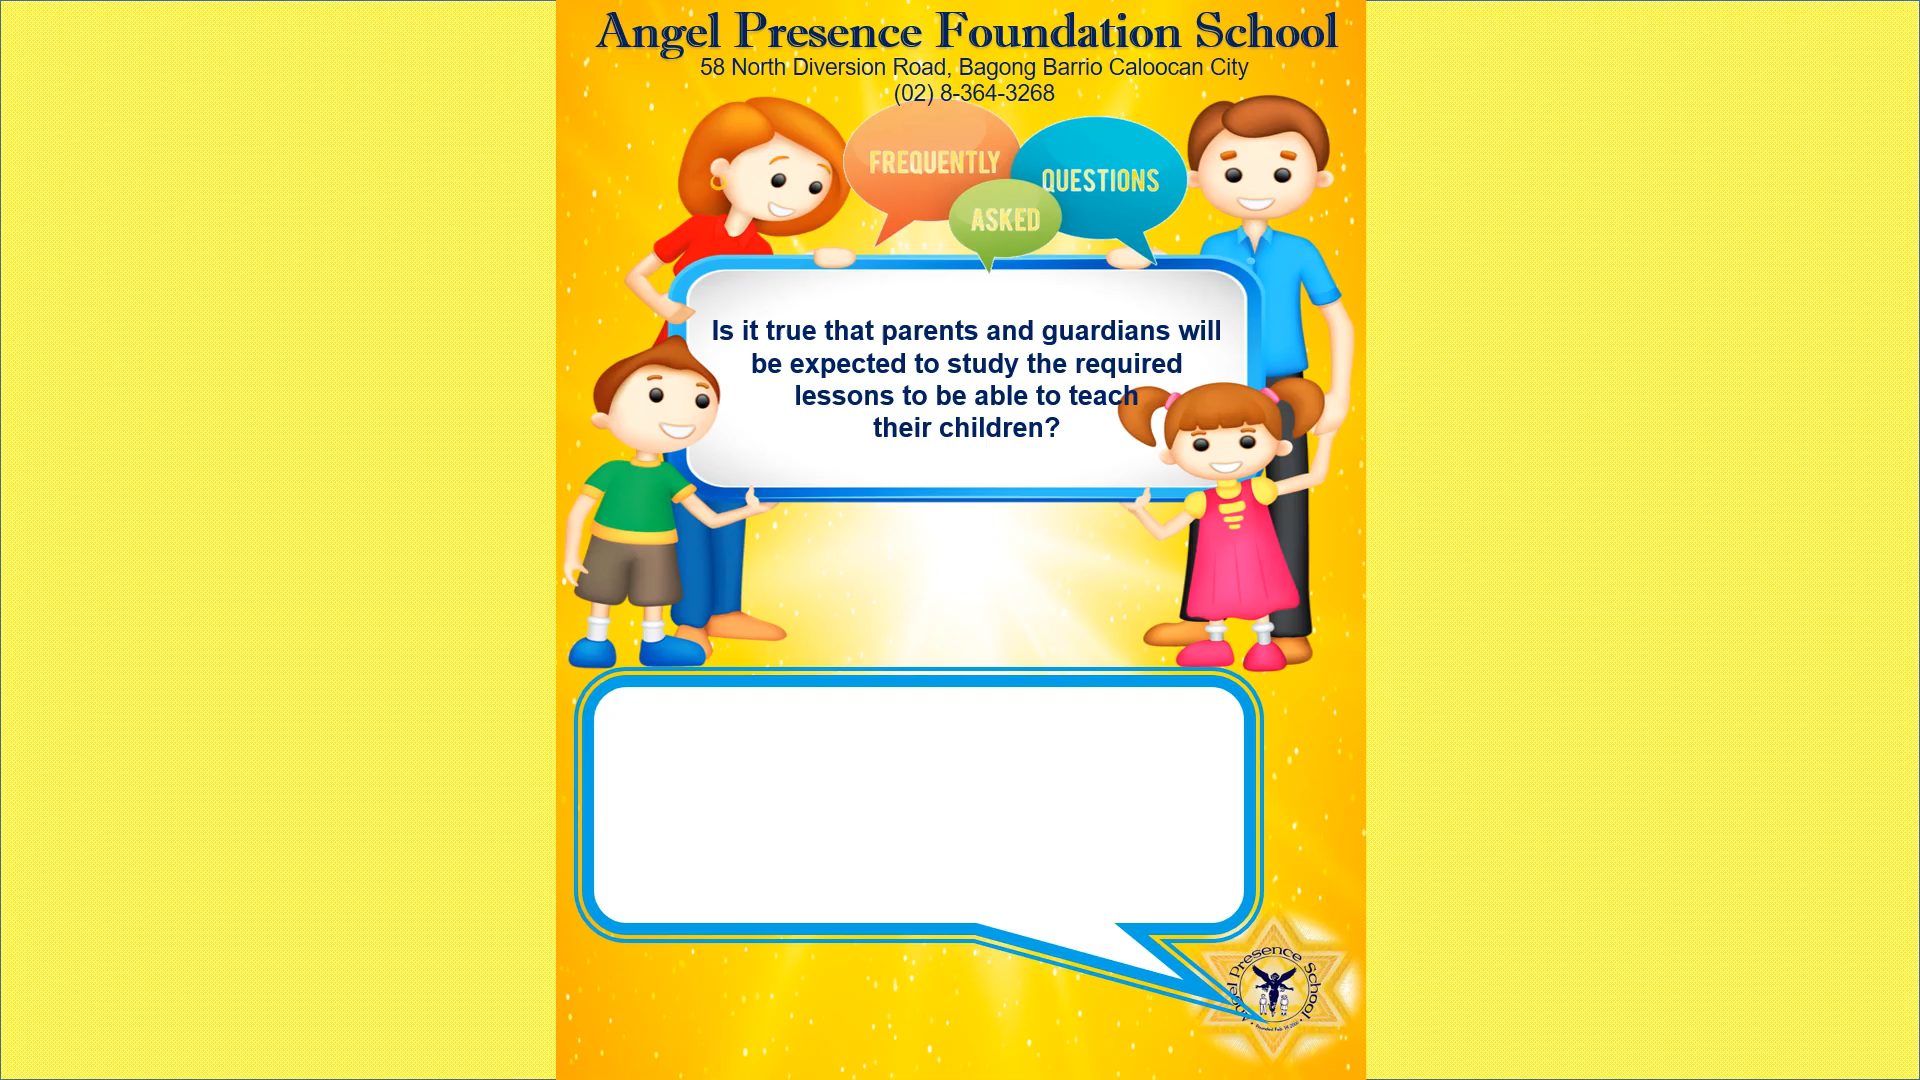 Angel Presence Foundation School
58 North Diversion Road, Bagong Barrio Caloocan City
(02) 8-364-3268
FREQUENTLY
ASKED
QUESTIONS
Is it true that parents and guardians will
be expected to study the required
lessons to be able to teach
their children?
Angel Presence School